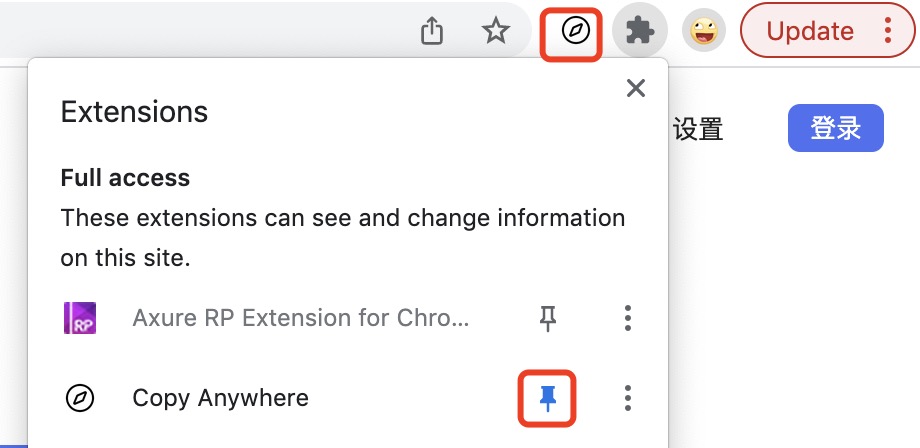 Update
Extensions
设置
登录
Full access
These extensions can see and change information
on this site.
RP
Axure RP Extension for Chro...
Copy Anywhere